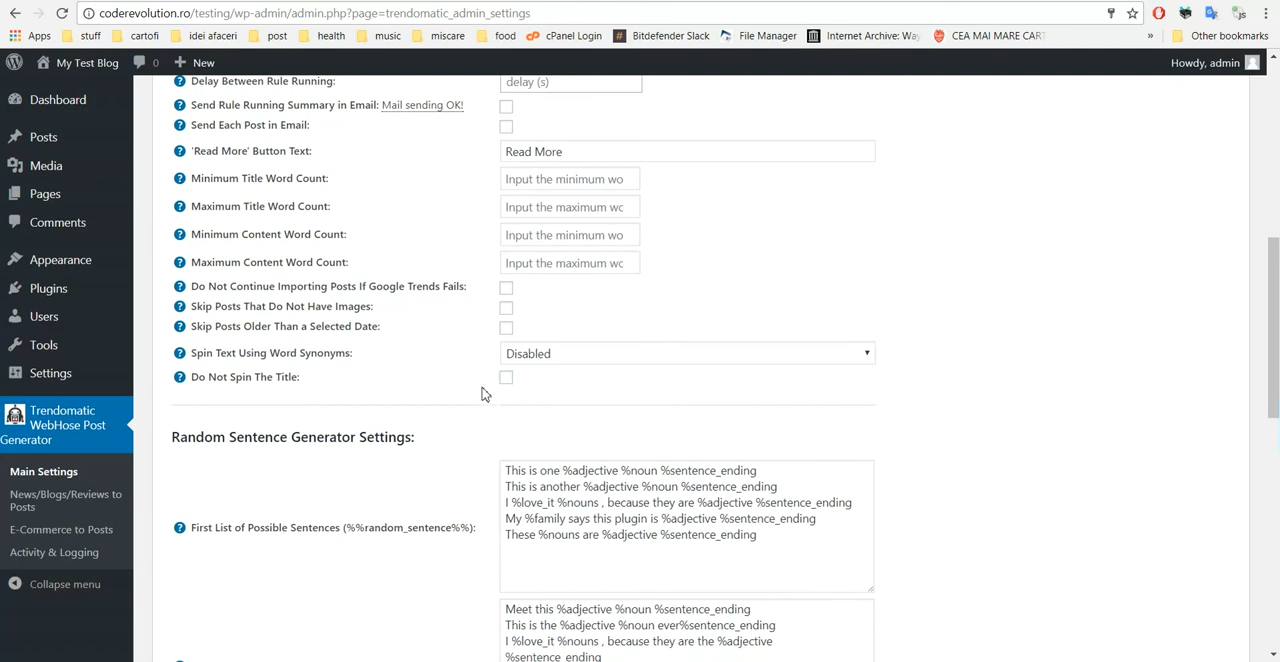 coderevolution.ro/testing/wp-admin/admin.php?page=trendomatic_admin_settings
Apps stuff cartofi idei afaceri post health music miscare food cPanel Login Bitdefender Slack File Manager Internet Archive: Way CEA MAI MARE CART » Other bookmarks
My Test Blog 0 New Howdy, admin
Dashboard
Posts
Media
Pages
Comments
Appearance
Plugins
Users
Tools
Settings
Trendomatic
WebHose Post
Generator
Main Settings
News/Blogs/Reviews to
Posts
E-Commerce to Posts
Activity & Logging
Collapse menu
Delay Between Rule Running: delay (s)
Send Rule Running Summary in Email: Mail sending OK!
Send Each Post in Email:
'Read More' Button Text: Read More
Minimum Title Word Count: Input the minimum wo
Maximum Title Word Count: Input the maximum wc
Minimum Content Word Count: Input the minimum wo
Maximum Content Word Count: Input the maximum wc
Do Not Continue Importing Posts If Google Trends Fails:
Skip Posts That Do Not Have Images:
Skip Posts Older Than a Selected Date:
Spin Text Using Word Synonyms: Disabled
Do Not Spin The Title:
Random Sentence Generator Settings:
First List of Possible Sentences (%%random_sentence%%):
This is one %adjective %noun %sentence_ending
This is another %adjective %noun %sentence_ending
I %love_it %nouns , because they are %adjective %sentence_ending
My %family says this plugin is %adjective %sentence_ending
These %nouns are %adjective %sentence_ending
Meet this %adjective %noun %sentence_ending
This is the %adjective %noun ever%sentence_ending
I %love_it %nouns , because they are the %adjective
%sentence_ending